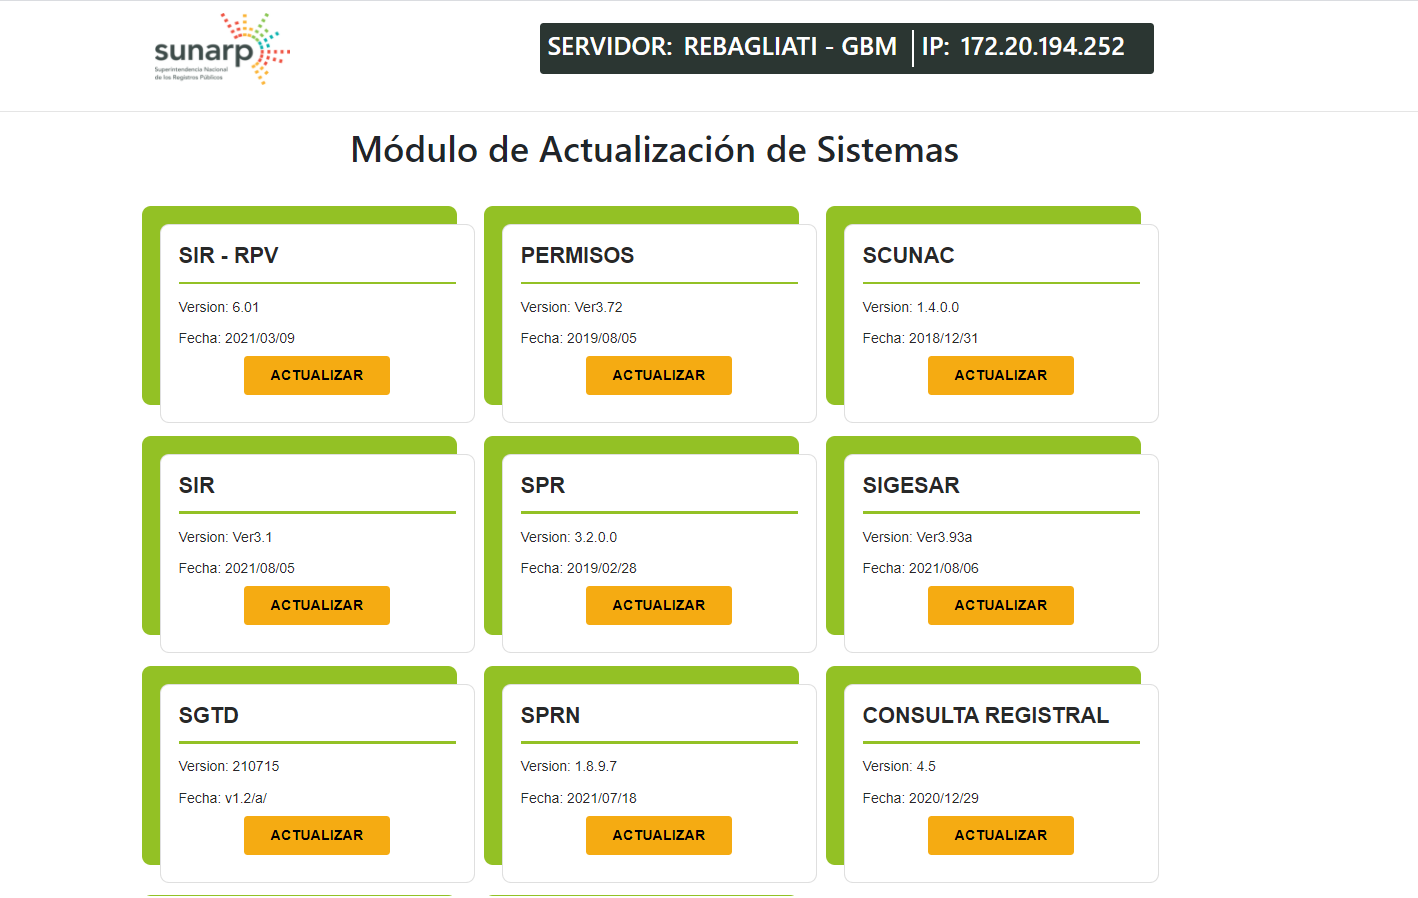 sunarp
Superintendencia Nacional
de los Registros Públicos
SERVIDOR: REBAGLIATI - GBM | IP: 172.20.194.252
Módulo de Actualización de Sistemas
SIR - RPV
Version: 6.01
Fecha: 2021/03/09
ACTUALIZAR
PERMISOS
Version: Ver3.72
Fecha: 2019/08/05
ACTUALIZAR
SCUNAC
Version: 1.4.0.0
Fecha: 2018/12/31
ACTUALIZAR
SIR
Version: Ver3.1
Fecha: 2021/08/05
ACTUALIZAR
SPR
Version: 3.2.0.0
Fecha: 2019/02/28
ACTUALIZAR
SIGESAR
Version: Ver3.93a
Fecha: 2021/08/06
ACTUALIZAR
SGTD
Version: 210715
Fecha: v1.2/a/
ACTUALIZAR
SPRN
Version: 1.8.9.7
Fecha: 2021/07/18
ACTUALIZAR
CONSULTA REGISTRAL
Version: 4.5
Fecha: 2020/12/29
ACTUALIZAR